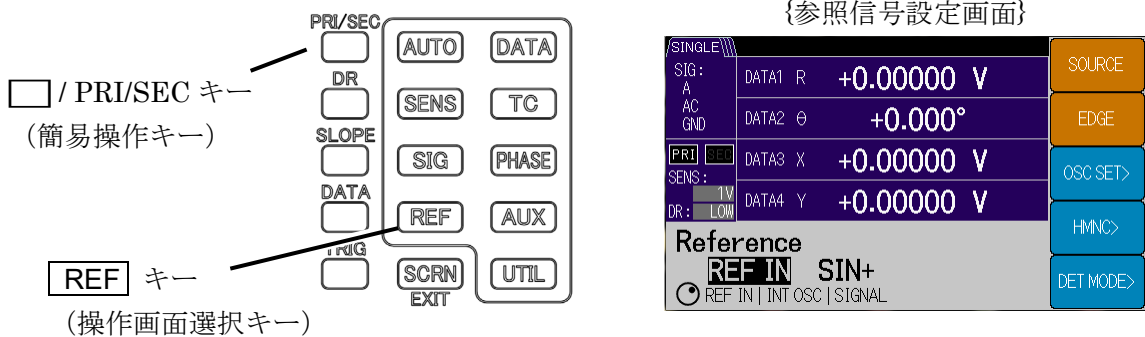 {参照信号設定画面}
PRI/SEC
AUTO DATA
/ PRI/SEC キー
（簡易操作キー）
DR
SENS TC
SLOPE
SIG PHASE
DATA
REF AUX
TRIG
SCRN UTIL
EXIT
REF キー
（操作画面選択キー）
SINGLE
SIG:
A
AC
GND
DATA1 R +0.00000 V
DATA2 θ +0.000°
PRI SEC
SENS:
1V
DR: LOW
DATA3 X +0.00000 V
DATA4 Y +0.00000 V
Reference
REF IN SIN+
REF IN | INT OSC | SIGNAL
SOURCE
EDGE
OSC SET>
HMNC>
DET MODE>